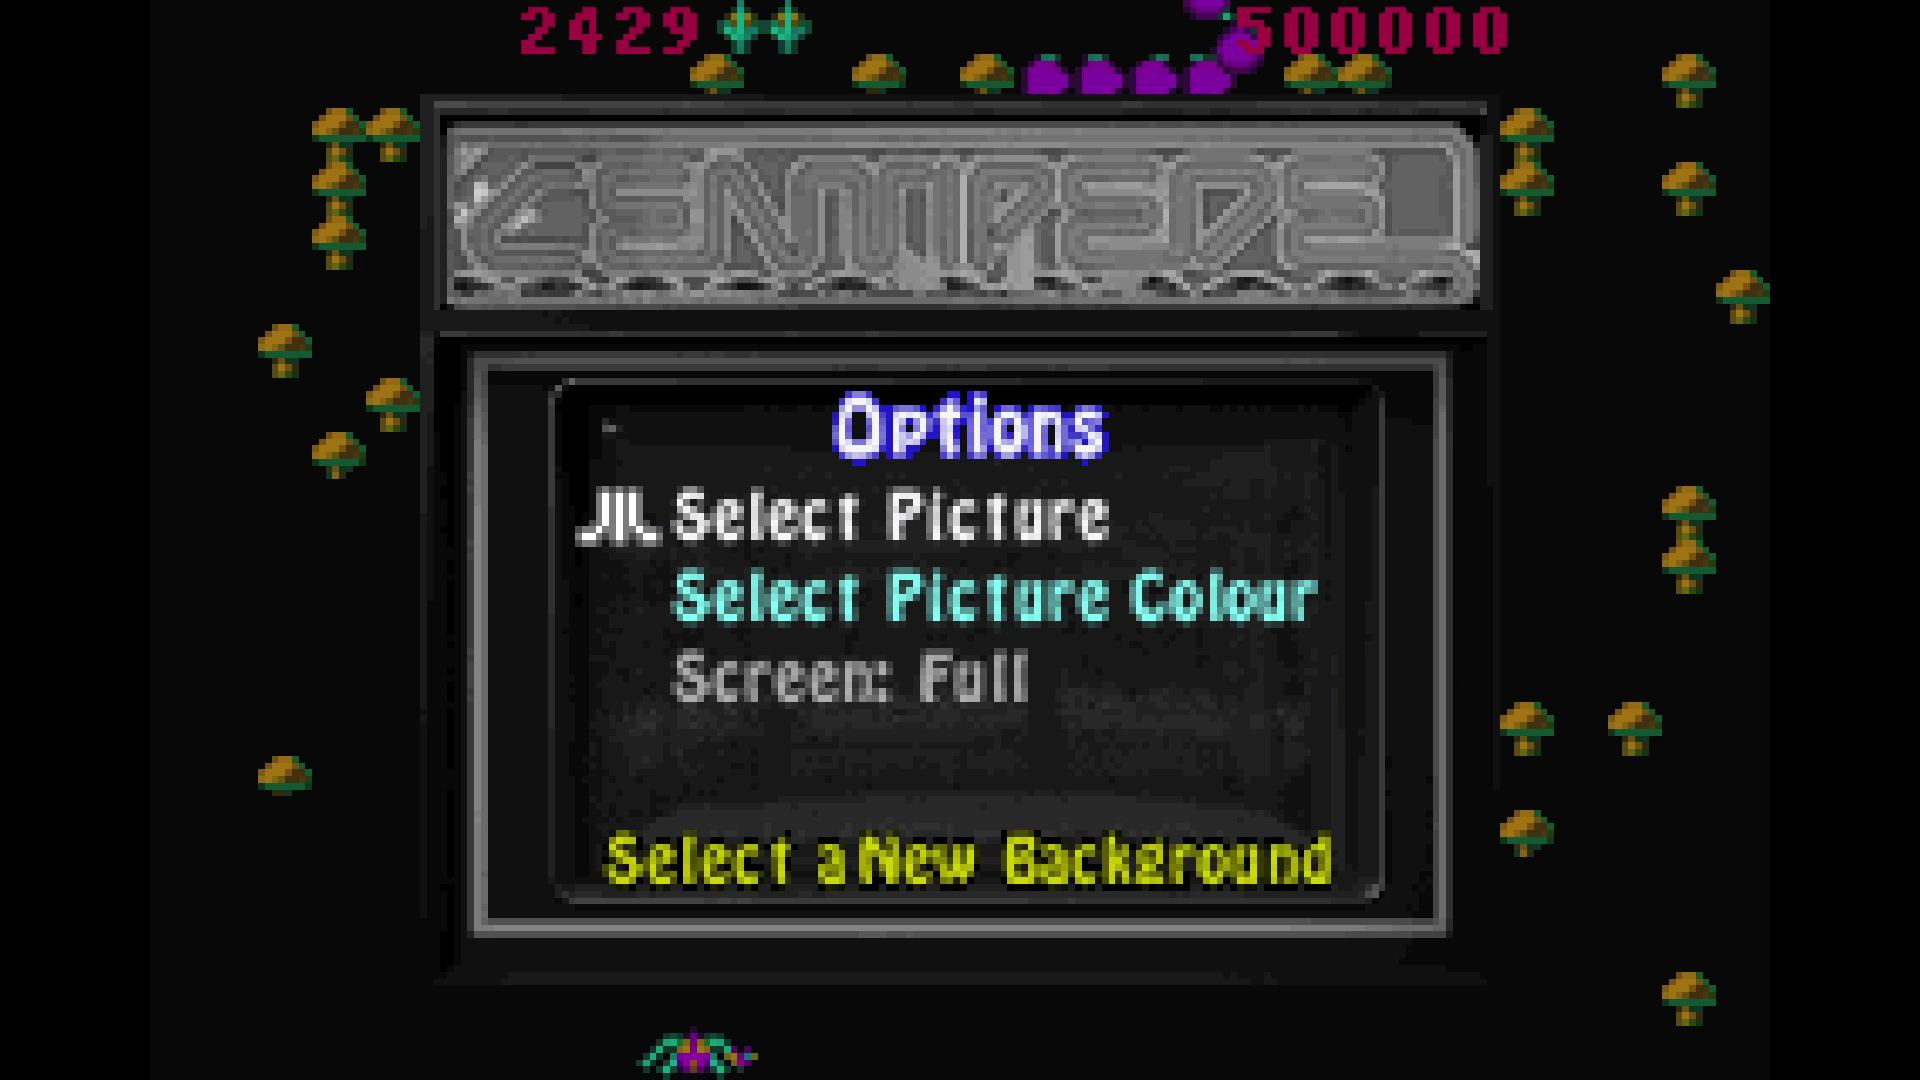 2429 500000
CENTIPEDE
Options
Select Picture
Select Picture Colour
Screen: Full
Select a New Background